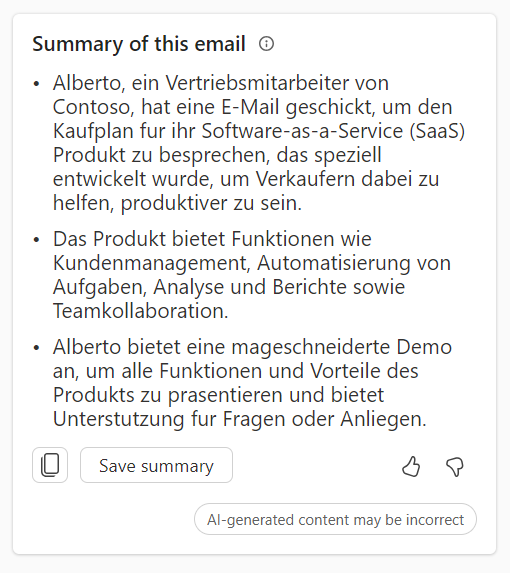 Summary of this email
• Alberto, ein Vertriebsmitarbeiter von
Contoso, hat eine E-Mail geschickt, um den
Kaufplan fur ihr Software-as-a-Service (SaaS)
Produkt zu besprechen, das speziell
entwickelt wurde, um Verkaufern dabei zu
helfen, produktiver zu sein.
• Das Produkt bietet Funktionen wie
Kundenmanagement, Automatisierung von
Aufgaben, Analyse und Berichte sowie
Teamkollaboration.
• Alberto bietet eine mageschneiderte Demo
an, um alle Funktionen und Vorteile des
Produkts zu prasentieren und bietet
Unterstutzung fur Fragen oder Anliegen.
Save summary
AI-generated content may be incorrect